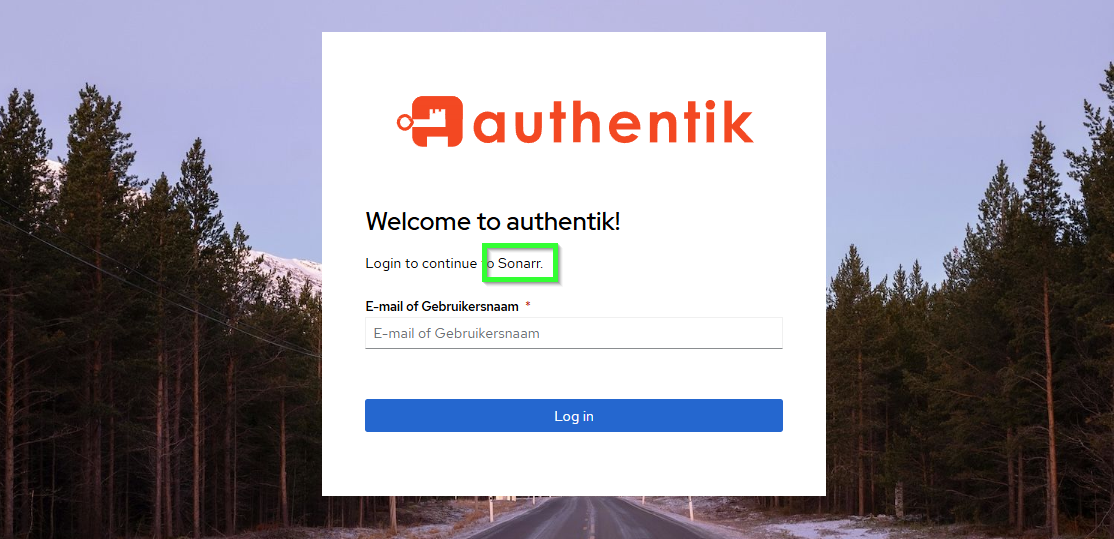 authentik
Welcome to authentik!
Login to continue to Sonarr.
E-mail of Gebruikersnaam *
E-mail of Gebruikersnaam
Log in